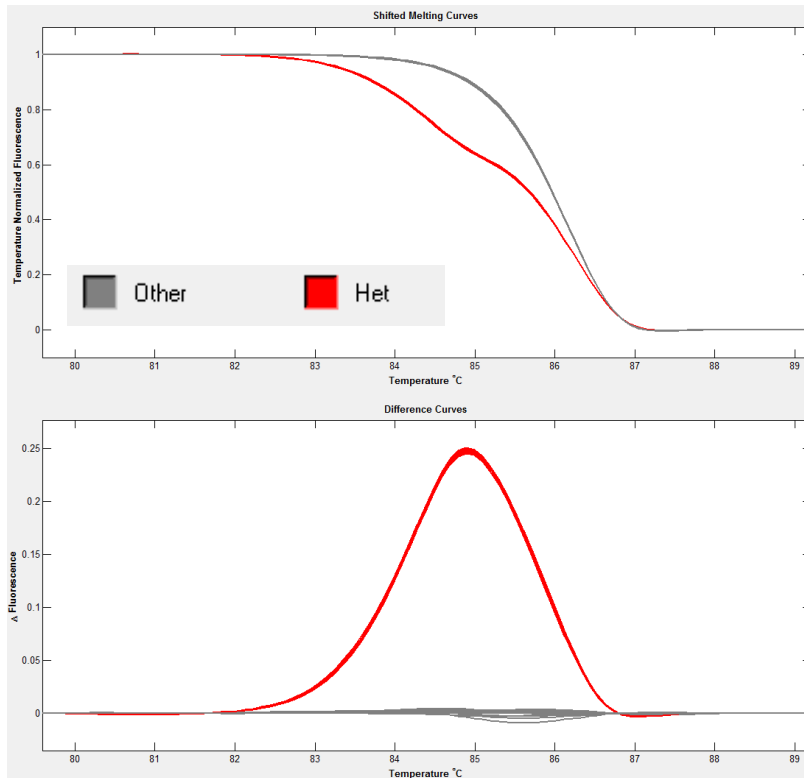 Shifted Melting Curves
Temperature Normalized Fluorescence
1
0.8
0.6
0.4
0.2
0
Other Het
80 81 82 83 84 85 86 87 88 89
Temperature °C
Difference Curves
Δ Fluorescence
0.25
0.2
0.15
0.1
0.05
0
80 81 82 83 84 85 86 87 88 89
Temperature °C